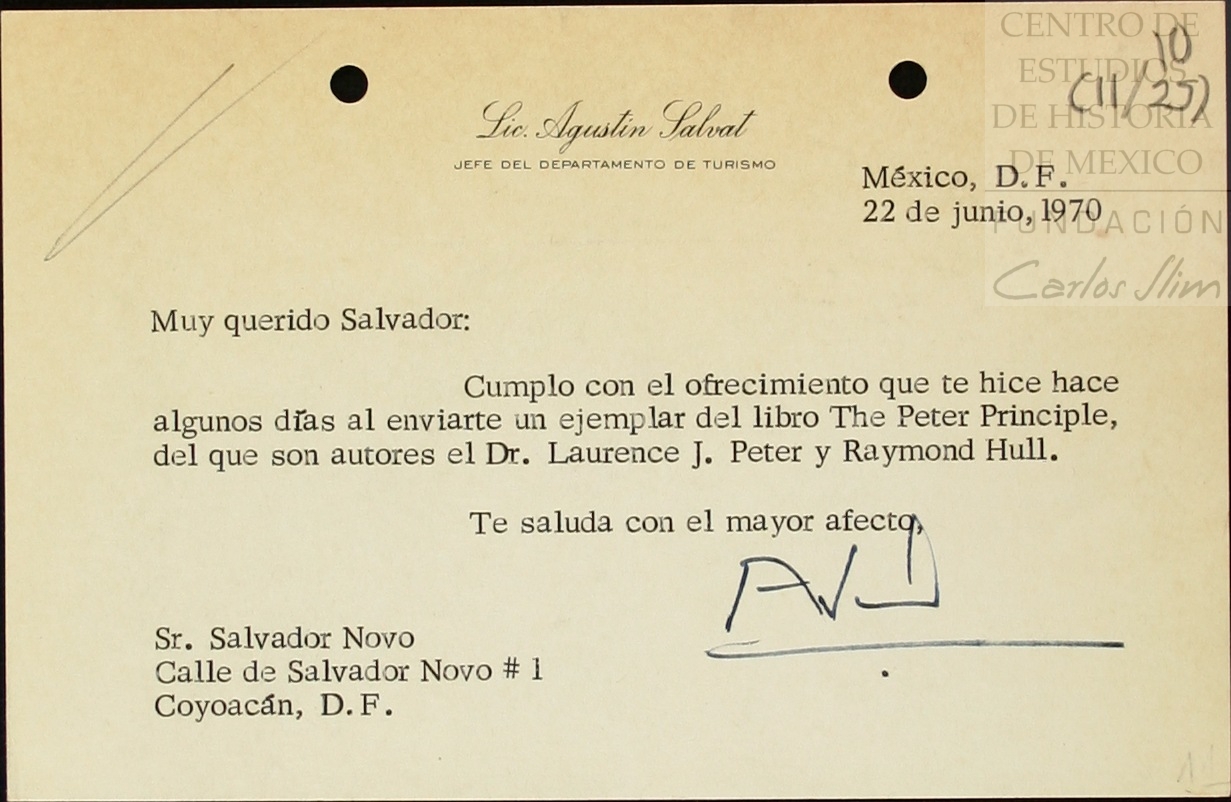 CENTRO DE
ESTUDIOS
DE HISTORIA
DE MEXICO
FUNDACIÓN
Carlos Slim
10
(11/25)
Lic. Agustín Salvat
JEFE DEL DEPARTAMENTO DE TURISMO
México, D.F.
22 de junio, 1970
Muy querido Salvador:
Cumplo con el ofrecimiento que te hice hace
algunos días al enviarte un ejemplar del libro The Peter Principle,
del que son autores el Dr. Laurence J. Peter y Raymond Hull.
Te saluda con el mayor afecto,
Sr. Salvador Novo
Calle de Salvador Novo # 1
Coyoacán, D.F.